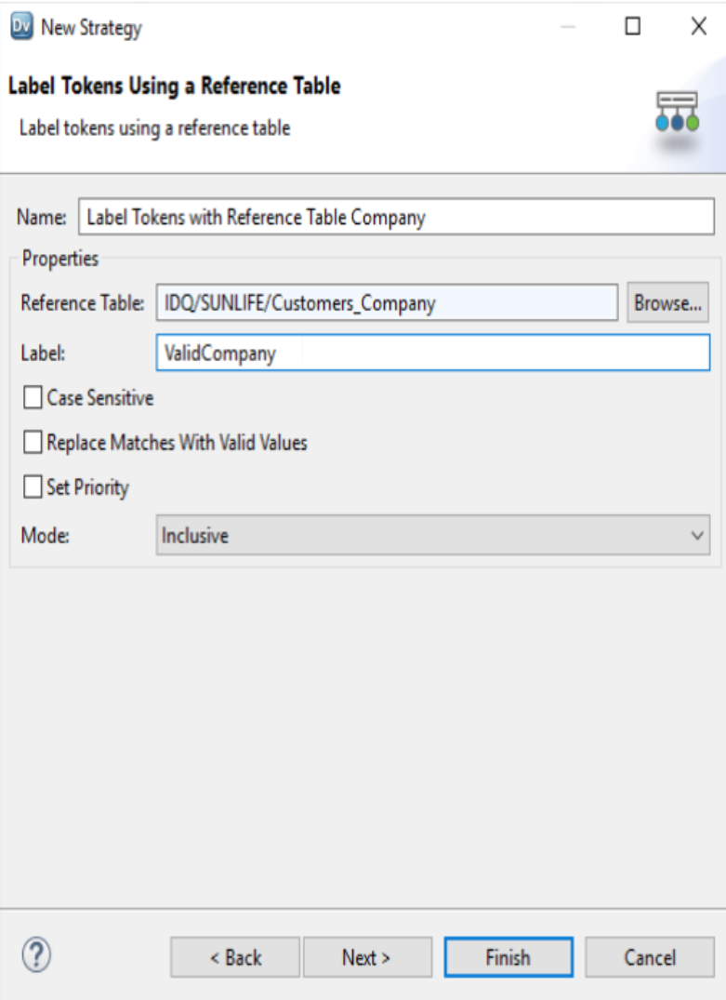 Dv New Strategy
Label Tokens Using a Reference Table
Label tokens using a reference table
Name: Label Tokens with Reference Table Company
Properties
Reference Table: IDQ/SUNLIFE/Customers_Company Browse...
Label: ValidCompany
Case Sensitive
Replace Matches With Valid Values
Set Priority
Mode: Inclusive
? < Back Next > Finish Cancel